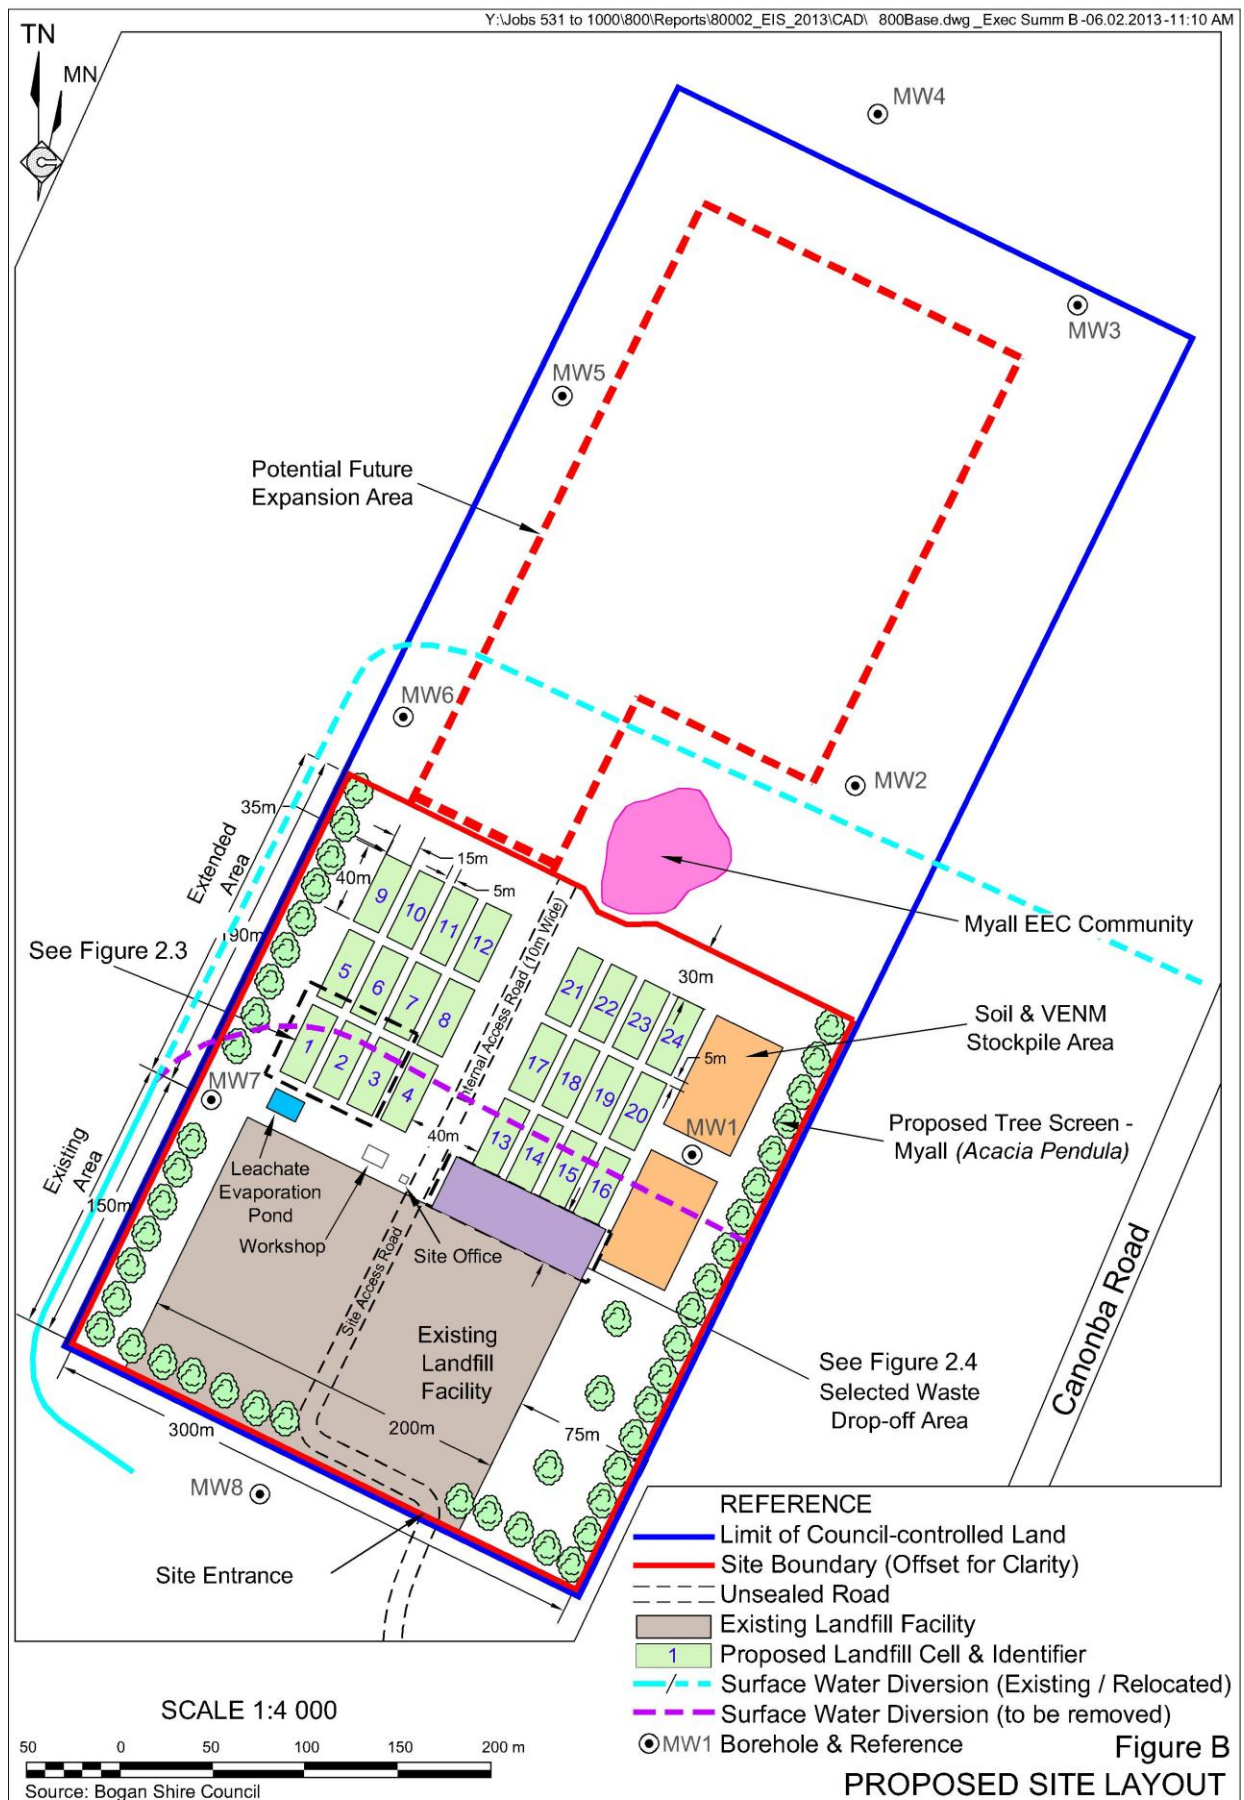 Y:\Jobs 531 to 1000\800\Reports\80002_EIS_2013\CAD\ 800Base.dwg _Exec Summ B -06.02.2013 -11:10 AM
TN
MN
MW4
MW3
MW5
Potential Future
Expansion Area
MW6
MW2
35m
Extended
Area
15m
40m
5m
9
10
11
12
Internal Access Road (10m Wide)
Myall EEC Community
190m
See Figure 2.3
30m
5
6
7
8
21
22
23
24
Soil & VENM
Stockpile Area
1
2
3
4
17
18
19
20
5m
MW7
MW1
Proposed Tree Screen -
Myall (Acacia Pendula)
40m
13
14
15
16
Existing
Area
150m
Leachate
Evaporation
Pond
Workshop
Site Office
Site Access Road
Existing
Landfill
Facility
See Figure 2.4
Selected Waste
Drop-off Area
Canonba Road
300m
200m
75m
MW8
Site Entrance
REFERENCE
Limit of Council-controlled Land
Site Boundary (Offset for Clarity)
Unsealed Road
Existing Landfill Facility
1 Proposed Landfill Cell & Identifier
Surface Water Diversion (Existing / Relocated)
Surface Water Diversion (to be removed)
MW1 Borehole & Reference
SCALE 1:4 000
50 0 50 100 150 200 m
Source: Bogan Shire Council
Figure B
PROPOSED SITE LAYOUT